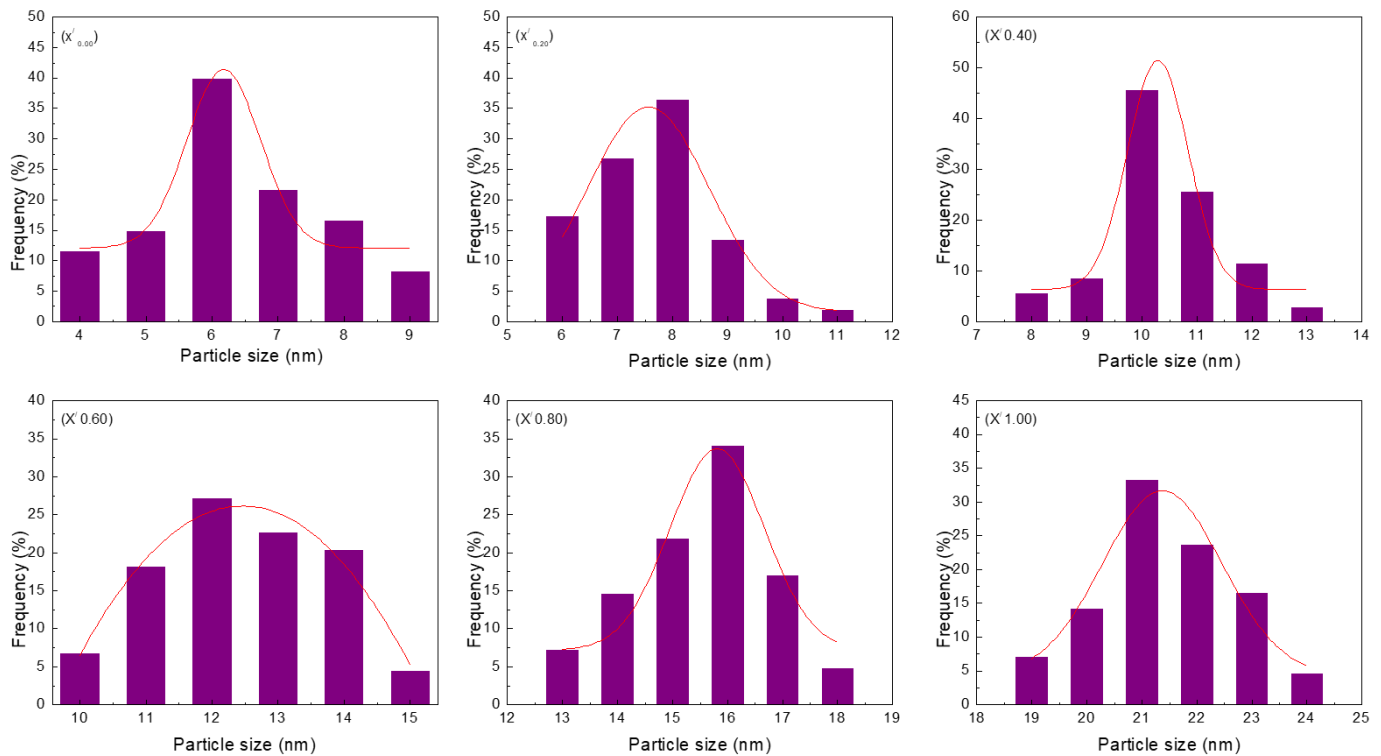 (x/ 0.00)
Frequency (%)
50
45
40
35
30
25
20
15
10
5
0
4 5 6 7 8 9
Particle size (nm)
(x/ 0.20)
Frequency (%)
50
45
40
35
30
25
20
15
10
5
0
5 6 7 8 9 10 11 12
Particle size (nm)
(X/ 0.40)
Frequency (%)
60
50
40
30
20
10
0
7 8 9 10 11 12 13 14
Particle size (nm)
(X/ 0.60)
Frequency (%)
40
35
30
25
20
15
10
5
0
10 11 12 13 14 15
Particle size (nm)
(X/ 0.80)
Frequency (%)
40
35
30
25
20
15
10
5
0
12 13 14 15 16 17 18 19
Particle size (nm)
(X/ 1.00)
Frequency (%)
45
40
35
30
25
20
15
10
5
0
18 19 20 21 22 23 24 25
Particle size (nm)